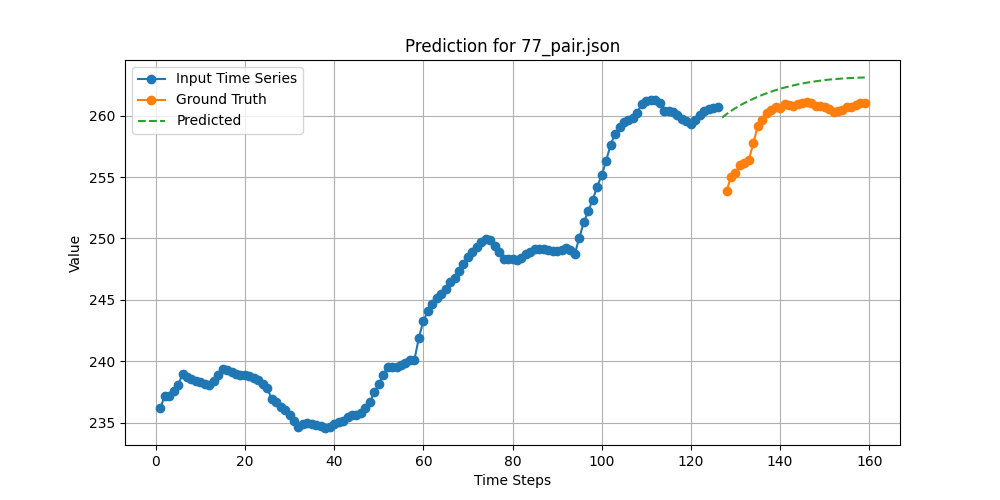 Prediction for 77_pair.json
Input Time Series
Ground Truth
Predicted
Value
260
255
250
245
240
235
0 20 40 60 80 100 120 140 160
Time Steps